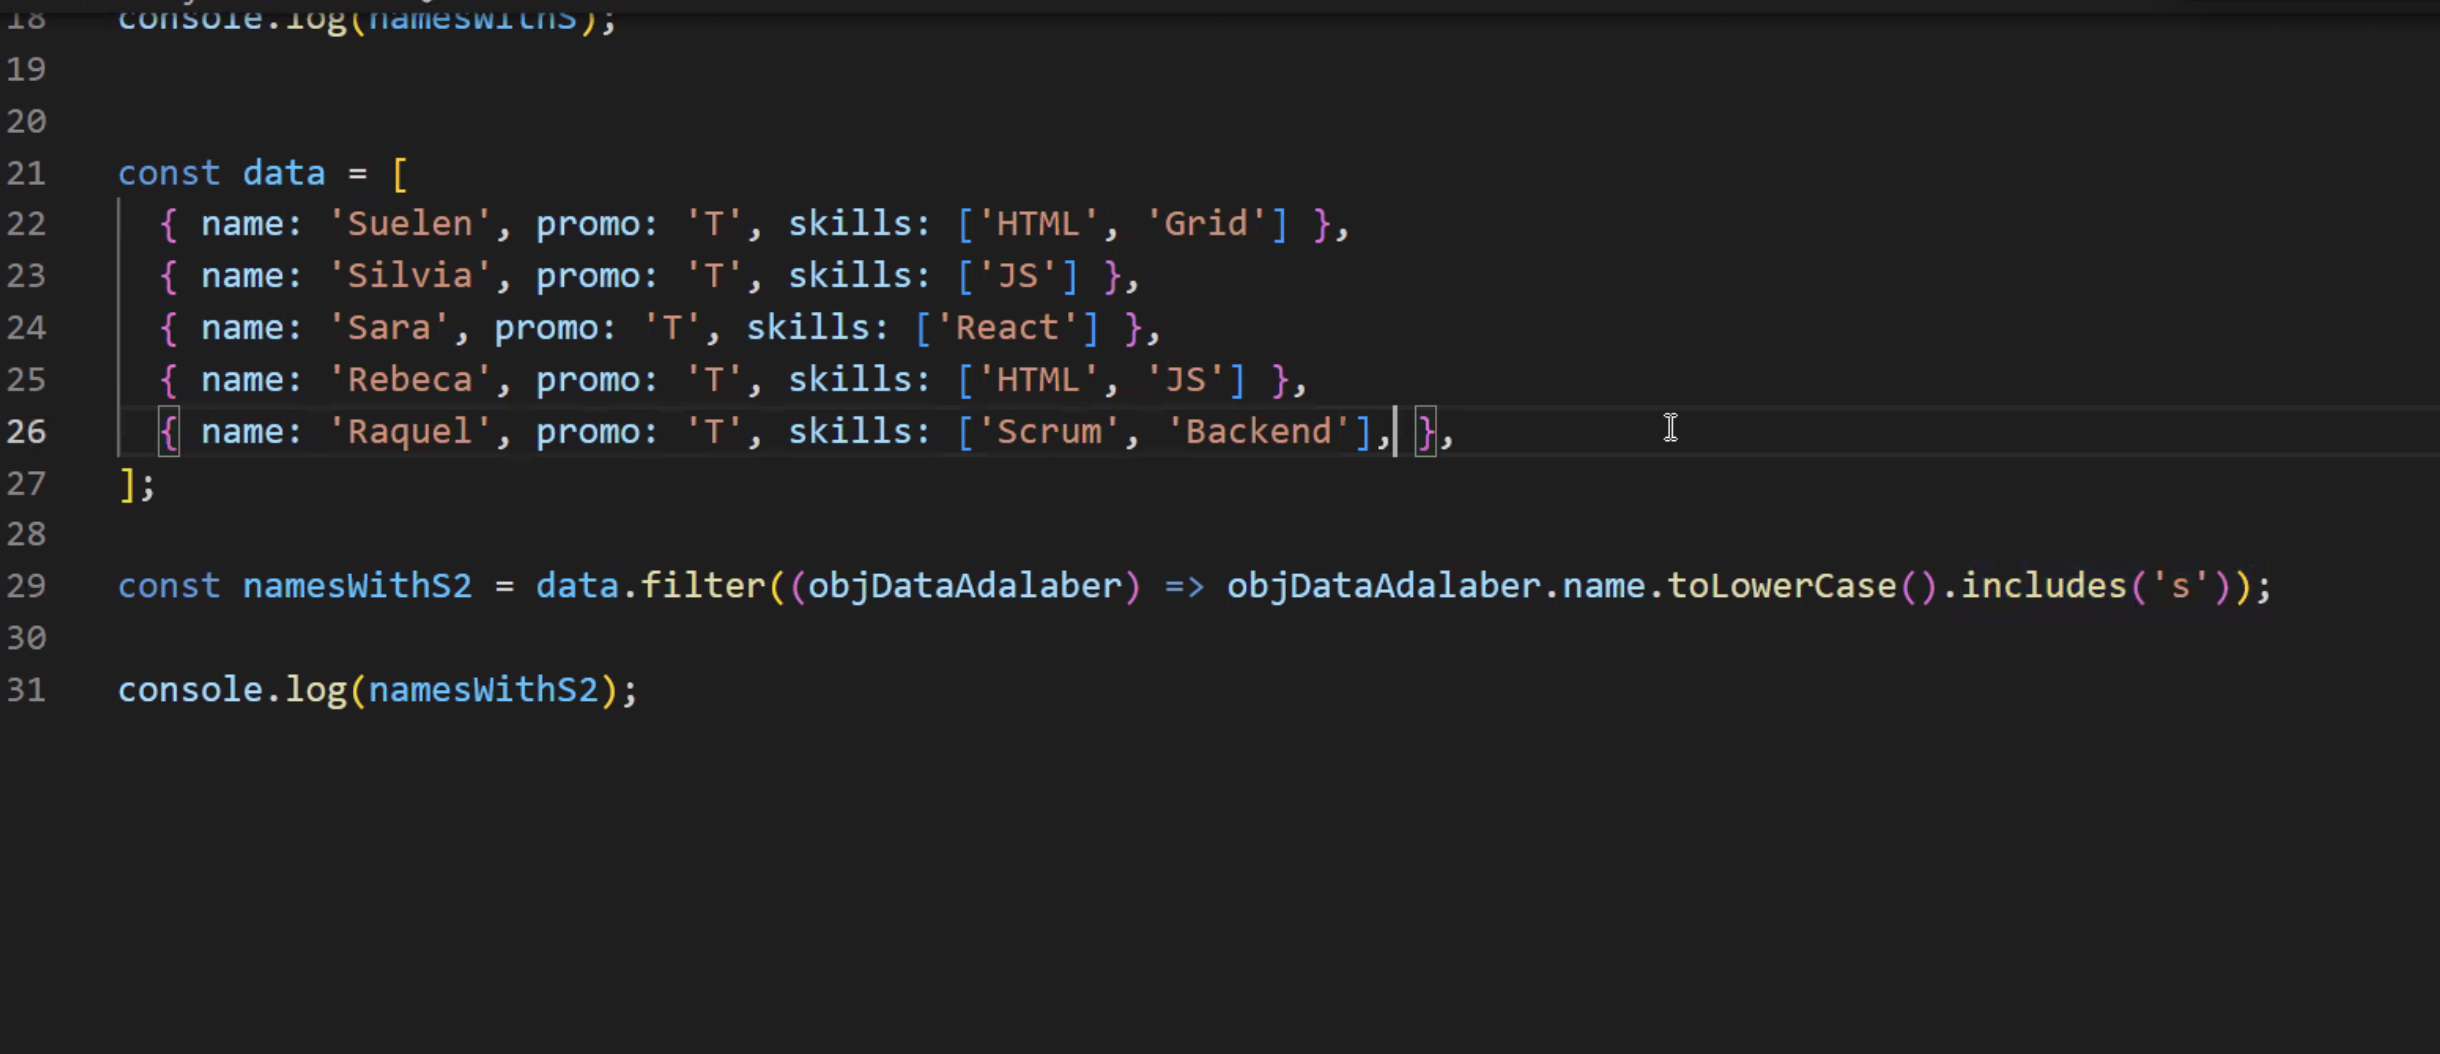 18 console.log(namesWithS);
19
20
21 const data = [
22 { name: 'Suelen', promo: 'T', skills: ['HTML', 'Grid'] },
23 { name: 'Silvia', promo: 'T', skills: ['JS'] },
24 { name: 'Sara', promo: 'T', skills: ['React'] },
25 { name: 'Rebeca', promo: 'T', skills: ['HTML', 'JS'] },
26 { name: 'Raquel', promo: 'T', skills: ['Scrum', 'Backend'], },
27 ];
28
29 const namesWithS2 = data.filter((objDataAdalaber) => objDataAdalaber.name.toLowerCase().includes('s'));
30
31 console.log(namesWithS2);